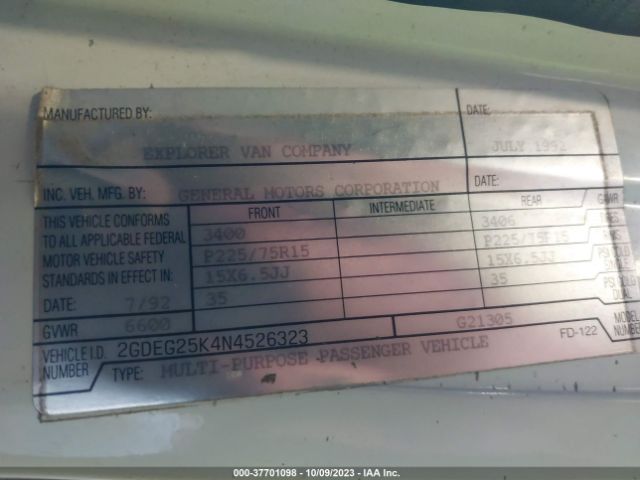 MANUFACTURED BY: DATE:
EXPLORER VAN COMPANY JULY 1992
INC. VEH. MFG. BY: GENERAL MOTORS CORPORATION DATE:
THIS VEHICLE CONFORMS FRONT INTERMEDIATE REAR GAWR
TO ALL APPLICABLE FEDERAL 3400 3406
MOTOR VEHICLE SAFETY P225/75R15 P225/75R15
STANDARDS IN EFFECT IN: 15X6.5JJ 15X6.5JJ
DATE: 7/92 35 35
GVWR 6600 G21305
VEHICLE I.D. 2GDEG25K4N4526323 FD-122 MODEL
NUMBER TYPE: MULTI-PURPOSE PASSENGER VEHICLE
000-37701098 - 10/09/2023 - IAA Inc.